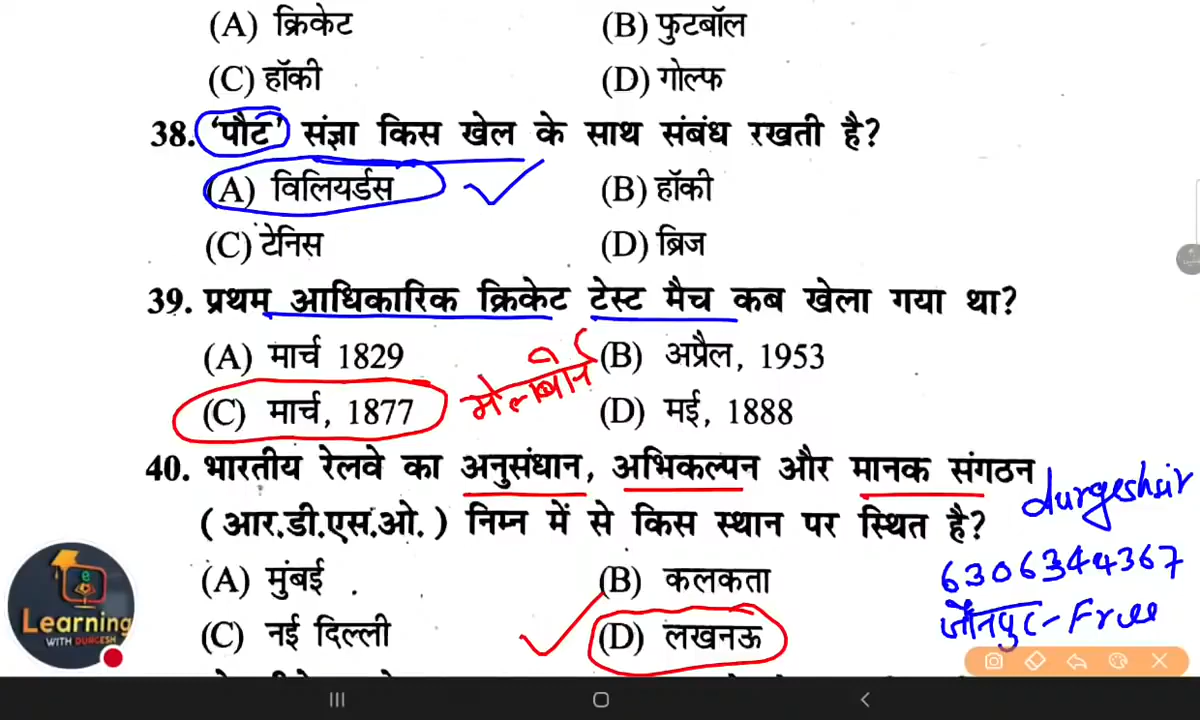 (A) क्रिकेट (B) फुटबॉल
(C) हॉकी (D) गोल्फ
38. 'पौट' संज्ञा किस खेल के साथ संबंध रखती है?
(A) विलियर्डस (B) हॉकी
(C) टेनिस (D) ब्रिज
39. प्रथम आधिकारिक क्रिकेट टेस्ट मैच कब खेला गया था?
(A) मार्च 1829 (B) अप्रैल, 1953
मेलबोर्न
(C) मार्च, 1877 (D) मई, 1888
40. भारतीय रेलवे का अनुसंधान, अभिकल्पन और मानक संगठन
(आर.डी.एस.ओ.) निम्न में से किस स्थान पर स्थित है?
durgeshsir
6306344367
जौनपुर - Free
(A) मुंबई (B) कलकता
(C) नई दिल्ली (D) लखनऊ
e
Learning
WITH DURGESH